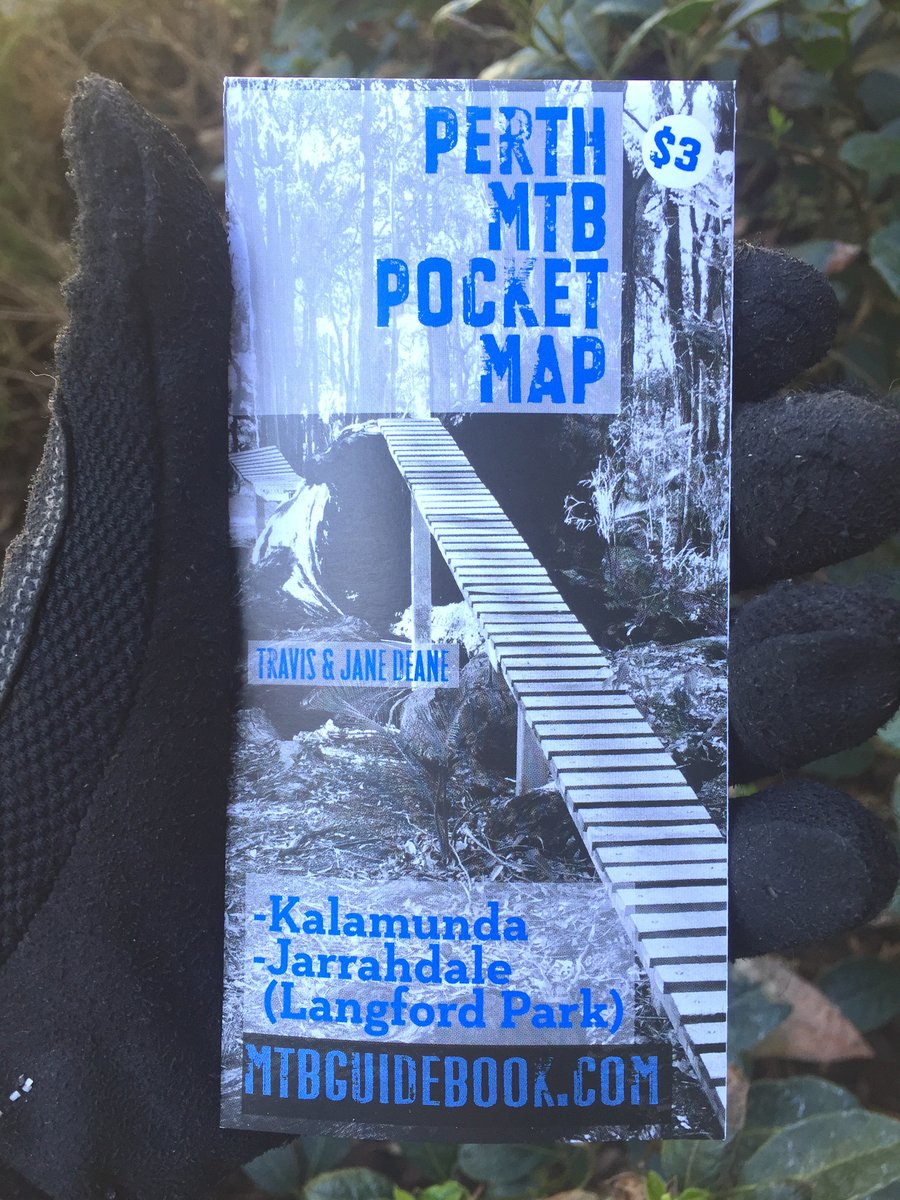 PERTH
$3
MTB
POCKET
MAP
TRAVIS & JANE DEANE
-Kalamunda
-Jarrahdale
(Langford Park)
MTBGUIDEBOOK.COM